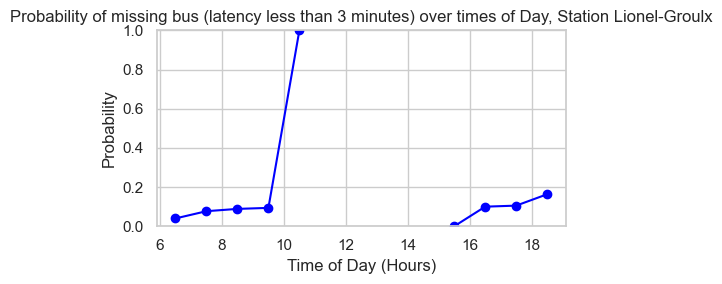 Probability of missing bus (latency less than 3 minutes) over times of Day, Station Lionel-Groulx
1.0
0.8
0.6
0.4
0.2
0.0
Probability
6 8 10 12 14 16 18
Time of Day (Hours)